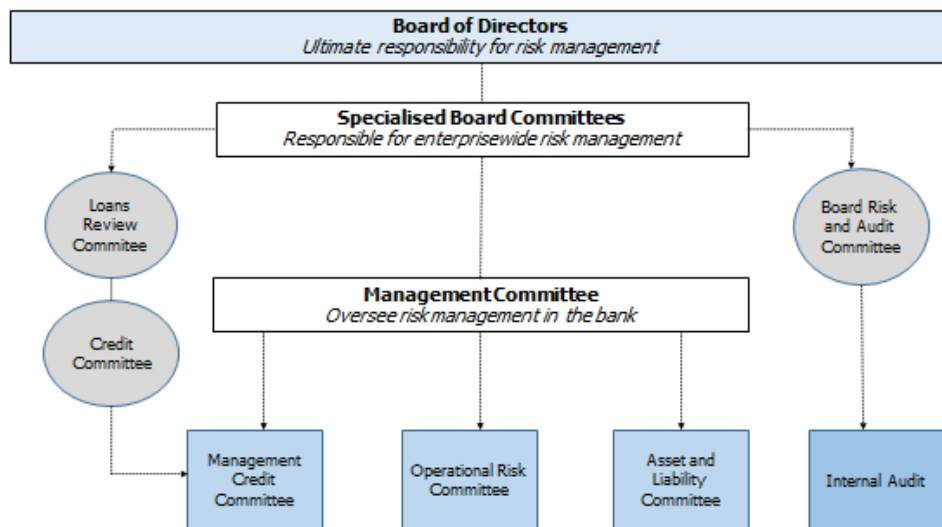 Board of Directors
Ultimate responsibility for risk management
Specialised Board Committees
Responsible for enterprisewide risk management
Loans
Review
Commitee
Board Risk
and Audit
Committee
Management Committee
Oversee risk management in the bank
Credit
Committee
Management
Credit
Committee
Operational Risk
Committee
Asset and
Liability
Committee
Internal Audit